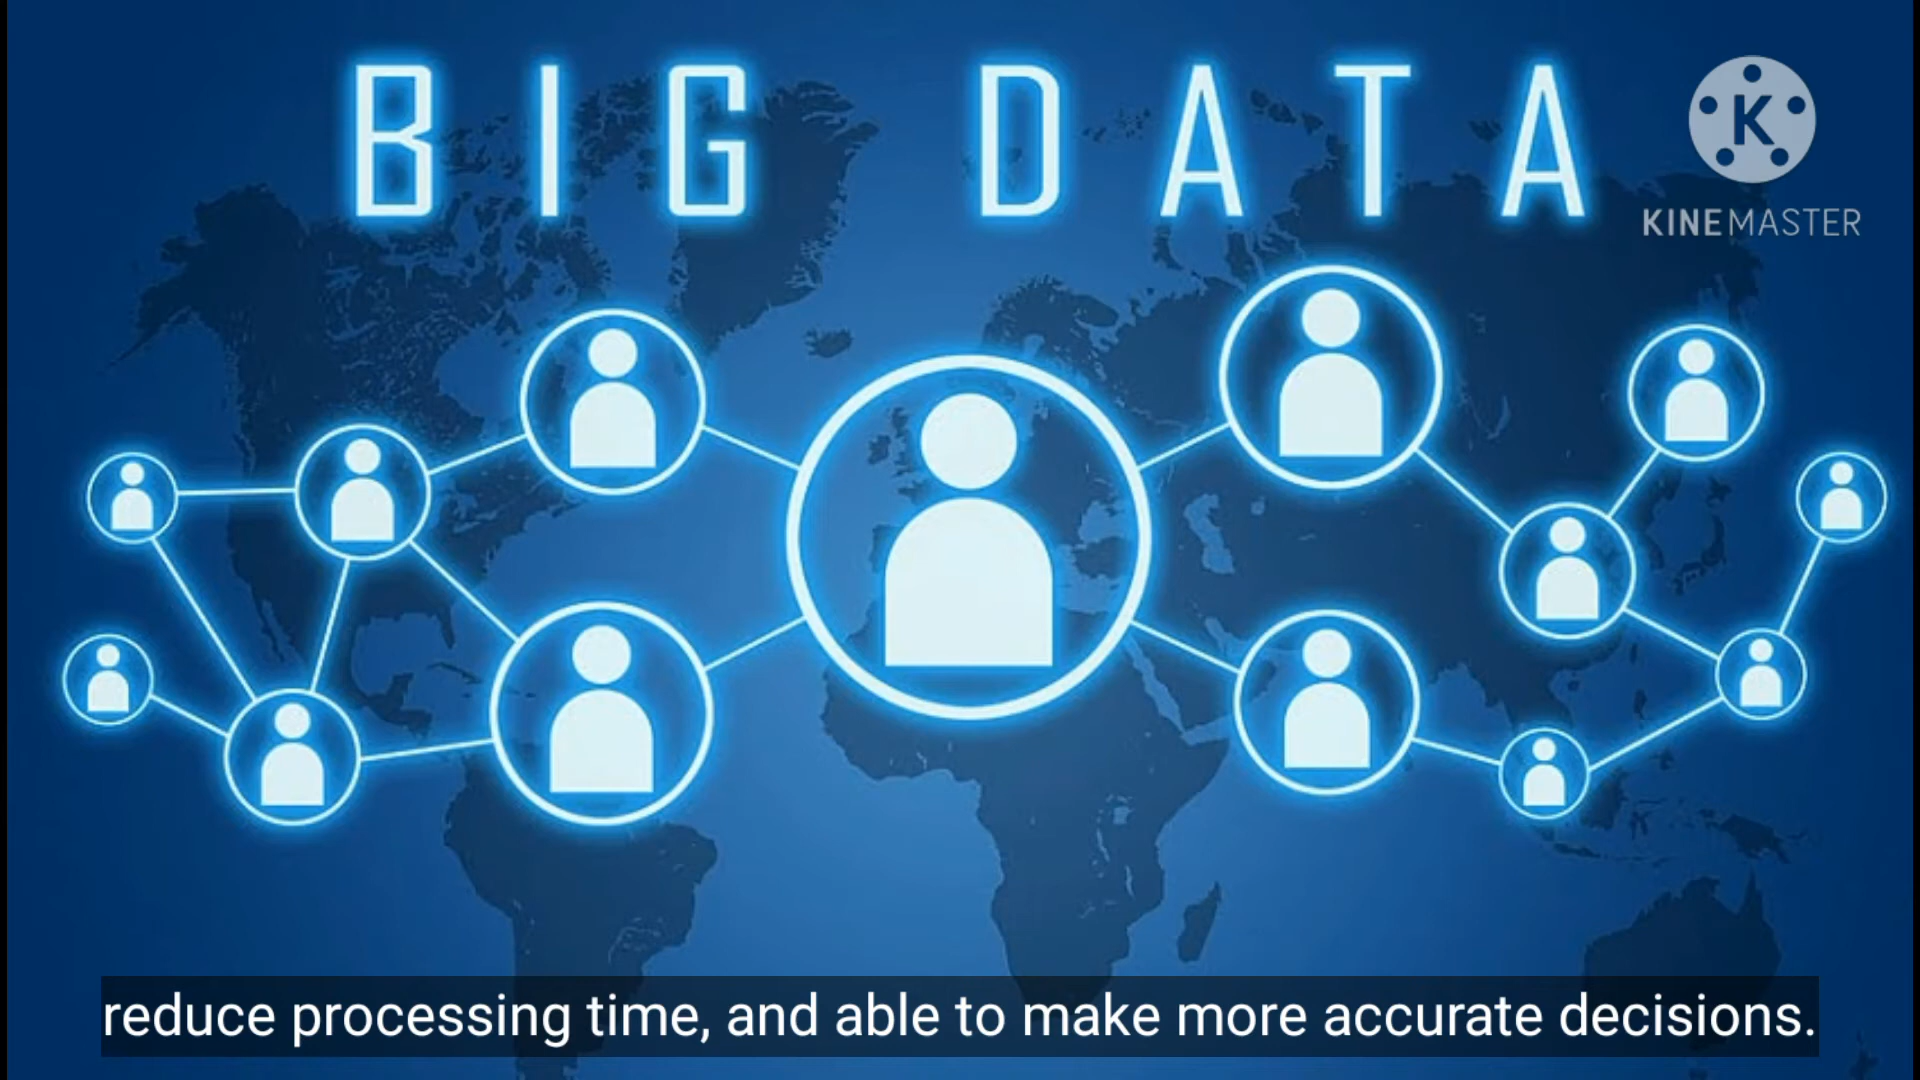 BIG DATA
K
KINEMASTER
reduce processing time, and able to make more accurate decisions.